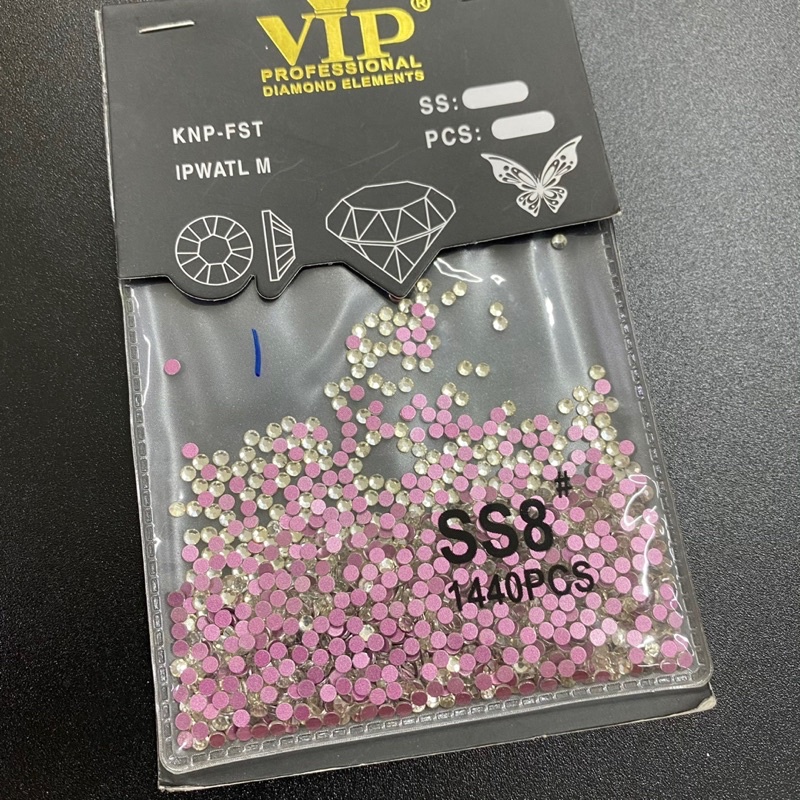 VIP®
PROFESSIONAL
DIAMOND ELEMENTS
SS:
PCS:
KNP-FST
IPWATL M
SS8#
1440PCS